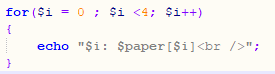 for($i = 0 ; $i <4; $i++)
{
echo "$i: $paper[$i]<br />";
}